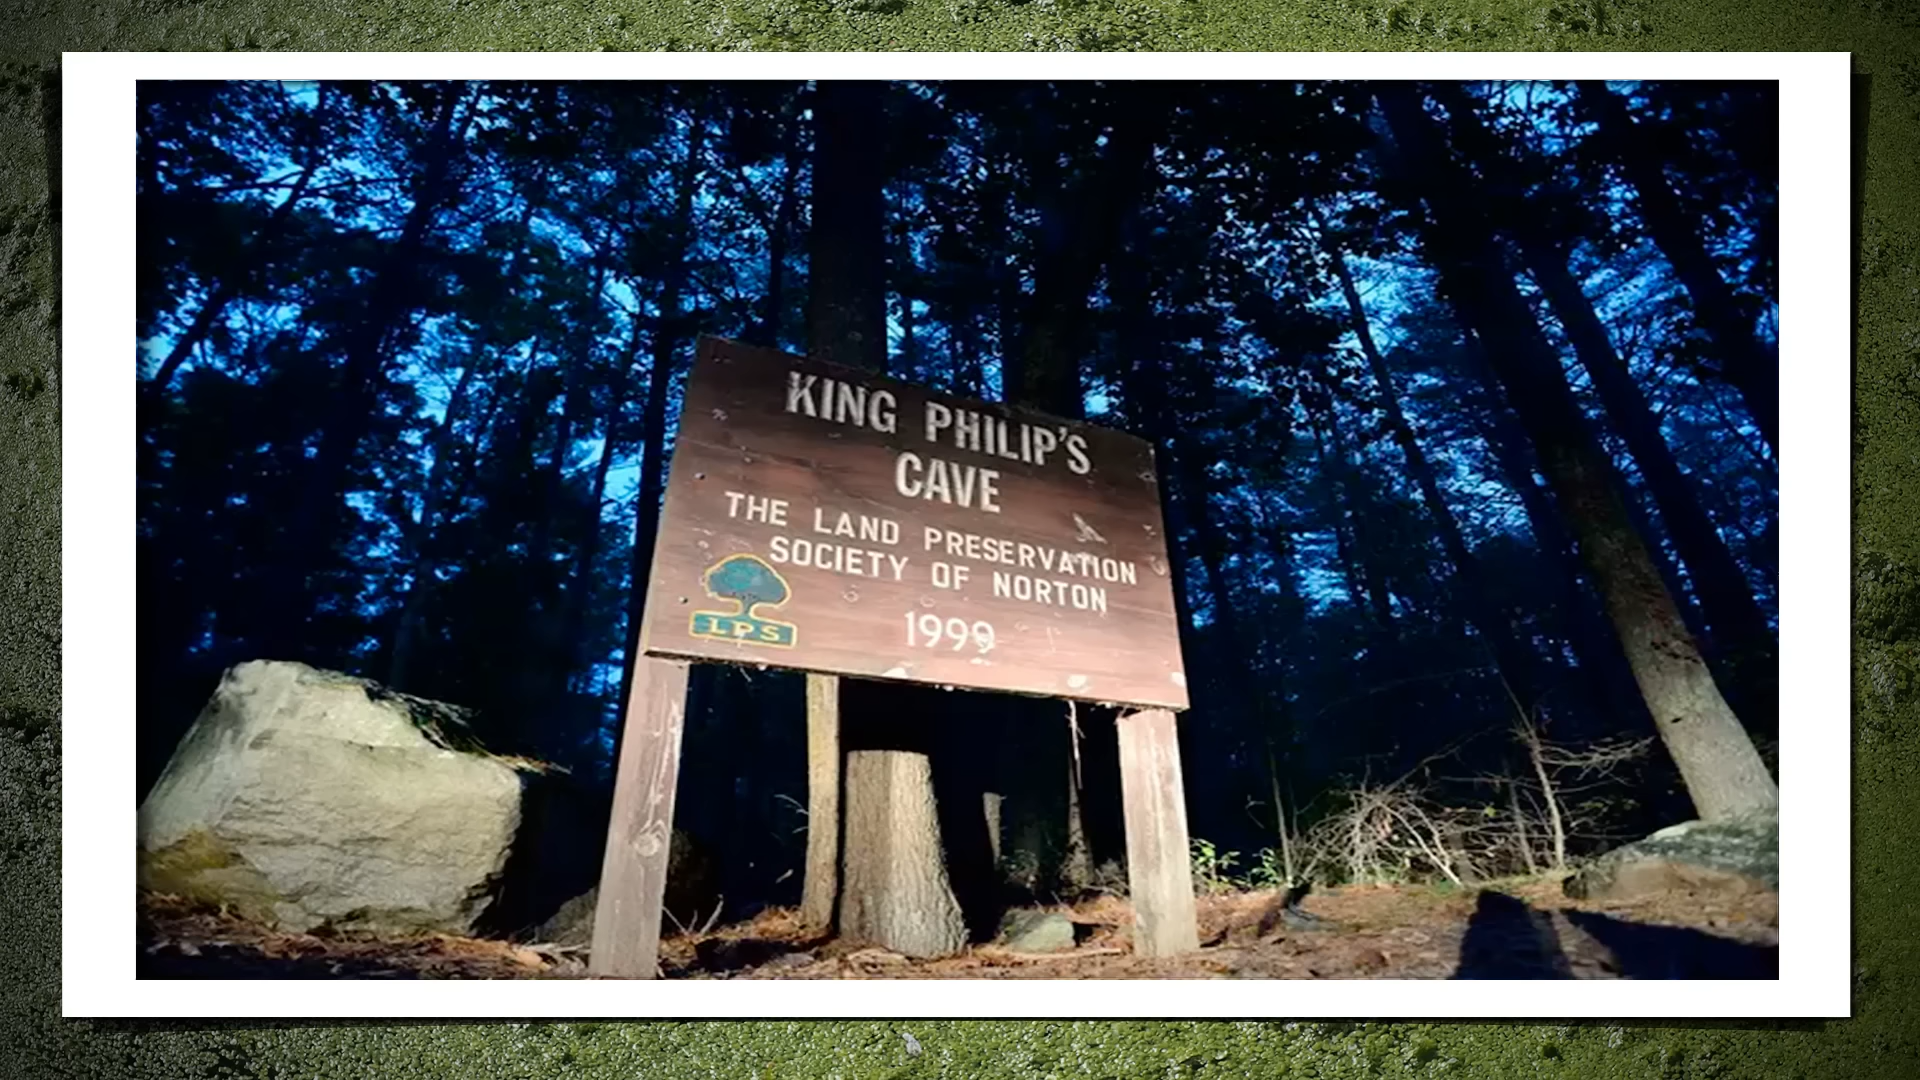 KING PHILIP'S
CAVE
THE LAND PRESERVATION
SOCIETY OF NORTON
LPS
1999